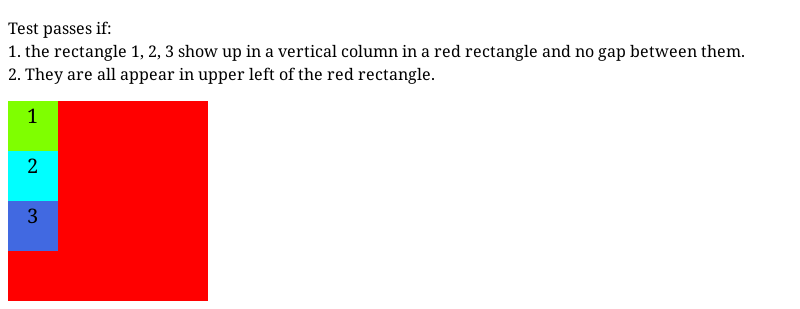 Test passes if:
1. the rectangle 1, 2, 3 show up in a vertical column in a red rectangle and no gap between them.
2. They are all appear in upper left of the red rectangle.
1
2
3